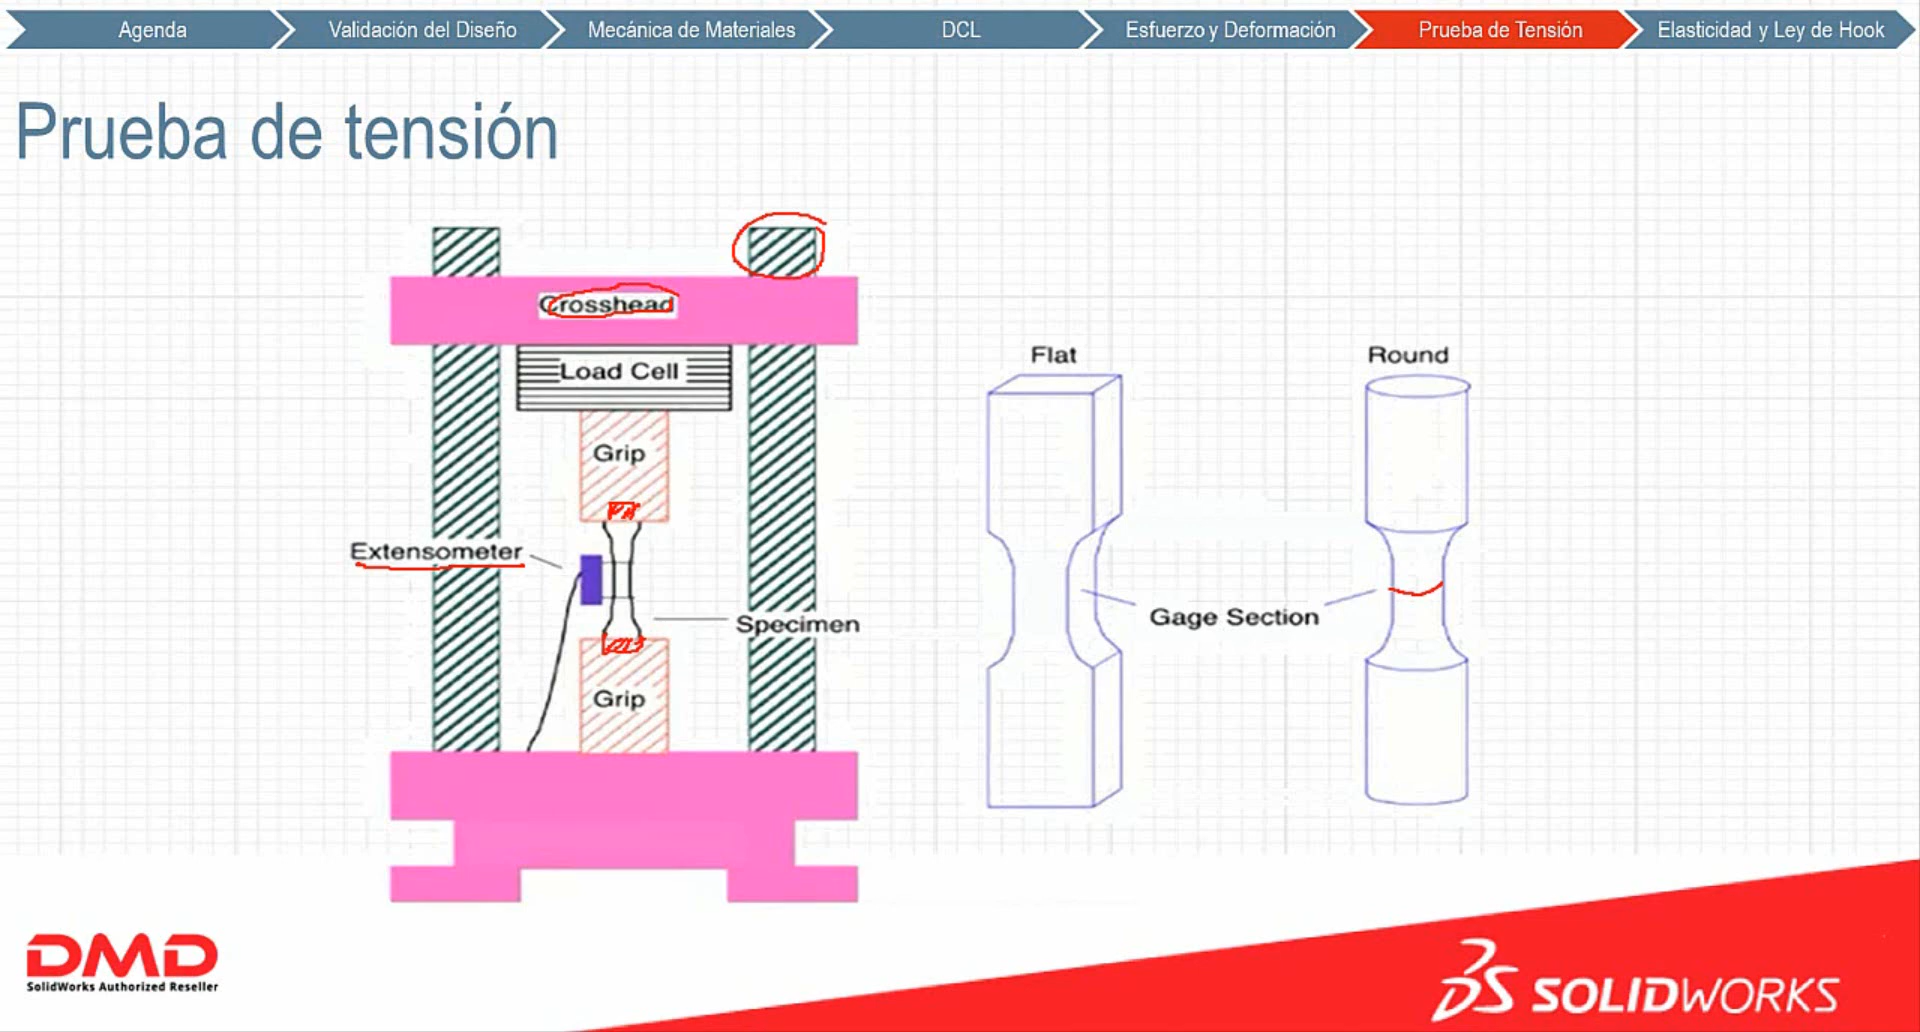 Agenda
Validación del Diseño
Mecánica de Materiales
DCL
Esfuerzo y Deformación
Prueba de Tensión
Elasticidad y Ley de Hook
Prueba de tensión
Crosshead
Load Cell
Grip
Extensometer
Specimen
Grip
Flat
Round
Gage Section
DMD
SolidWorks Authorized Reseller
3DS SOLIDWORKS